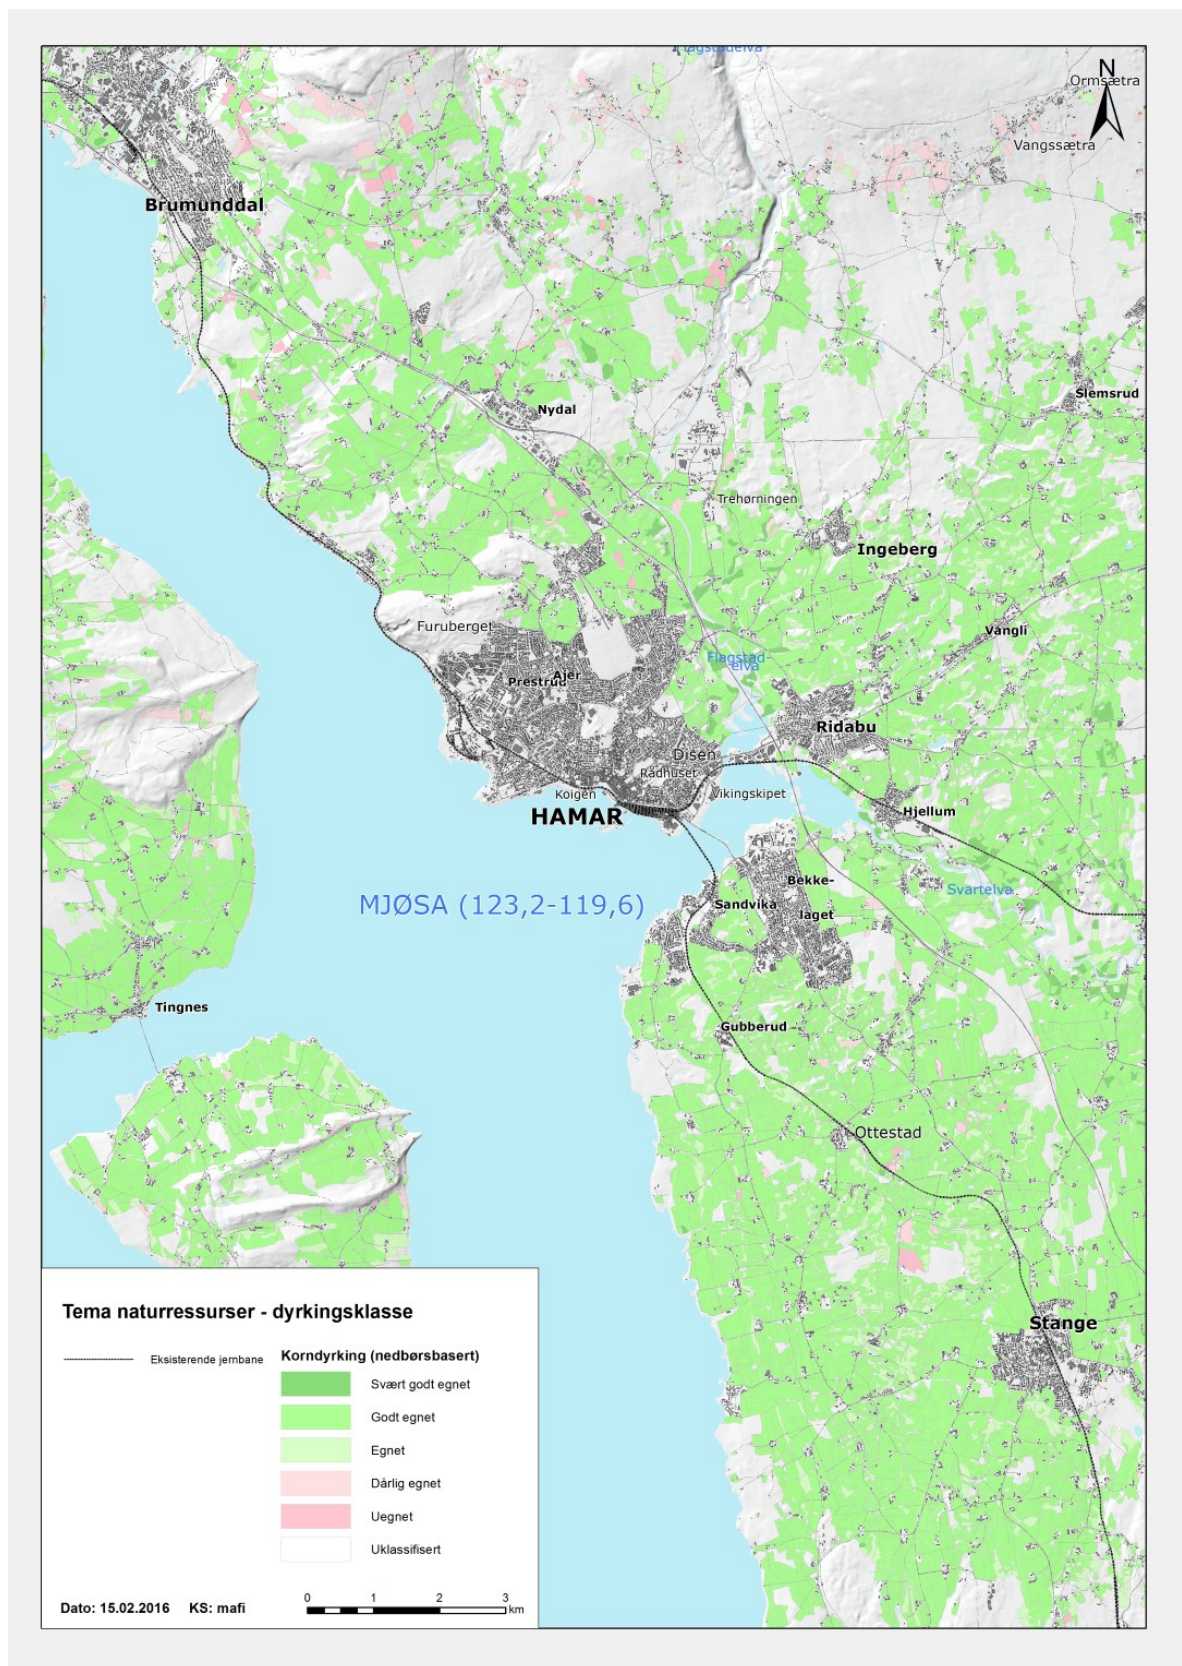 Flagstadelva
N
Ormsætra
Vangssætra
Brumunddal
Slemsrud
Nydal
Trehørningen
Ingeberg
Furuberget
Vangli
Flagstad-
elva
Prestrud
Ajer
Ridabu
Disen
Rådhuset
Koigen
Vikingskipet
HAMAR
Hjellum
Bekke-
laget
Svartelva
MJØSA (123,2-119,6)
Sandvika
Tingnes
Gubberud
Ottestad
Stange
Tema naturressurser - dyrkingsklasse
Eksisterende jernbane
Korndyrking (nedbørsbasert)
Svært godt egnet
Godt egnet
Egnet
Dårlig egnet
Uegnet
Uklassifisert
Dato: 15.02.2016 KS: mafi
0 1 2 3
km